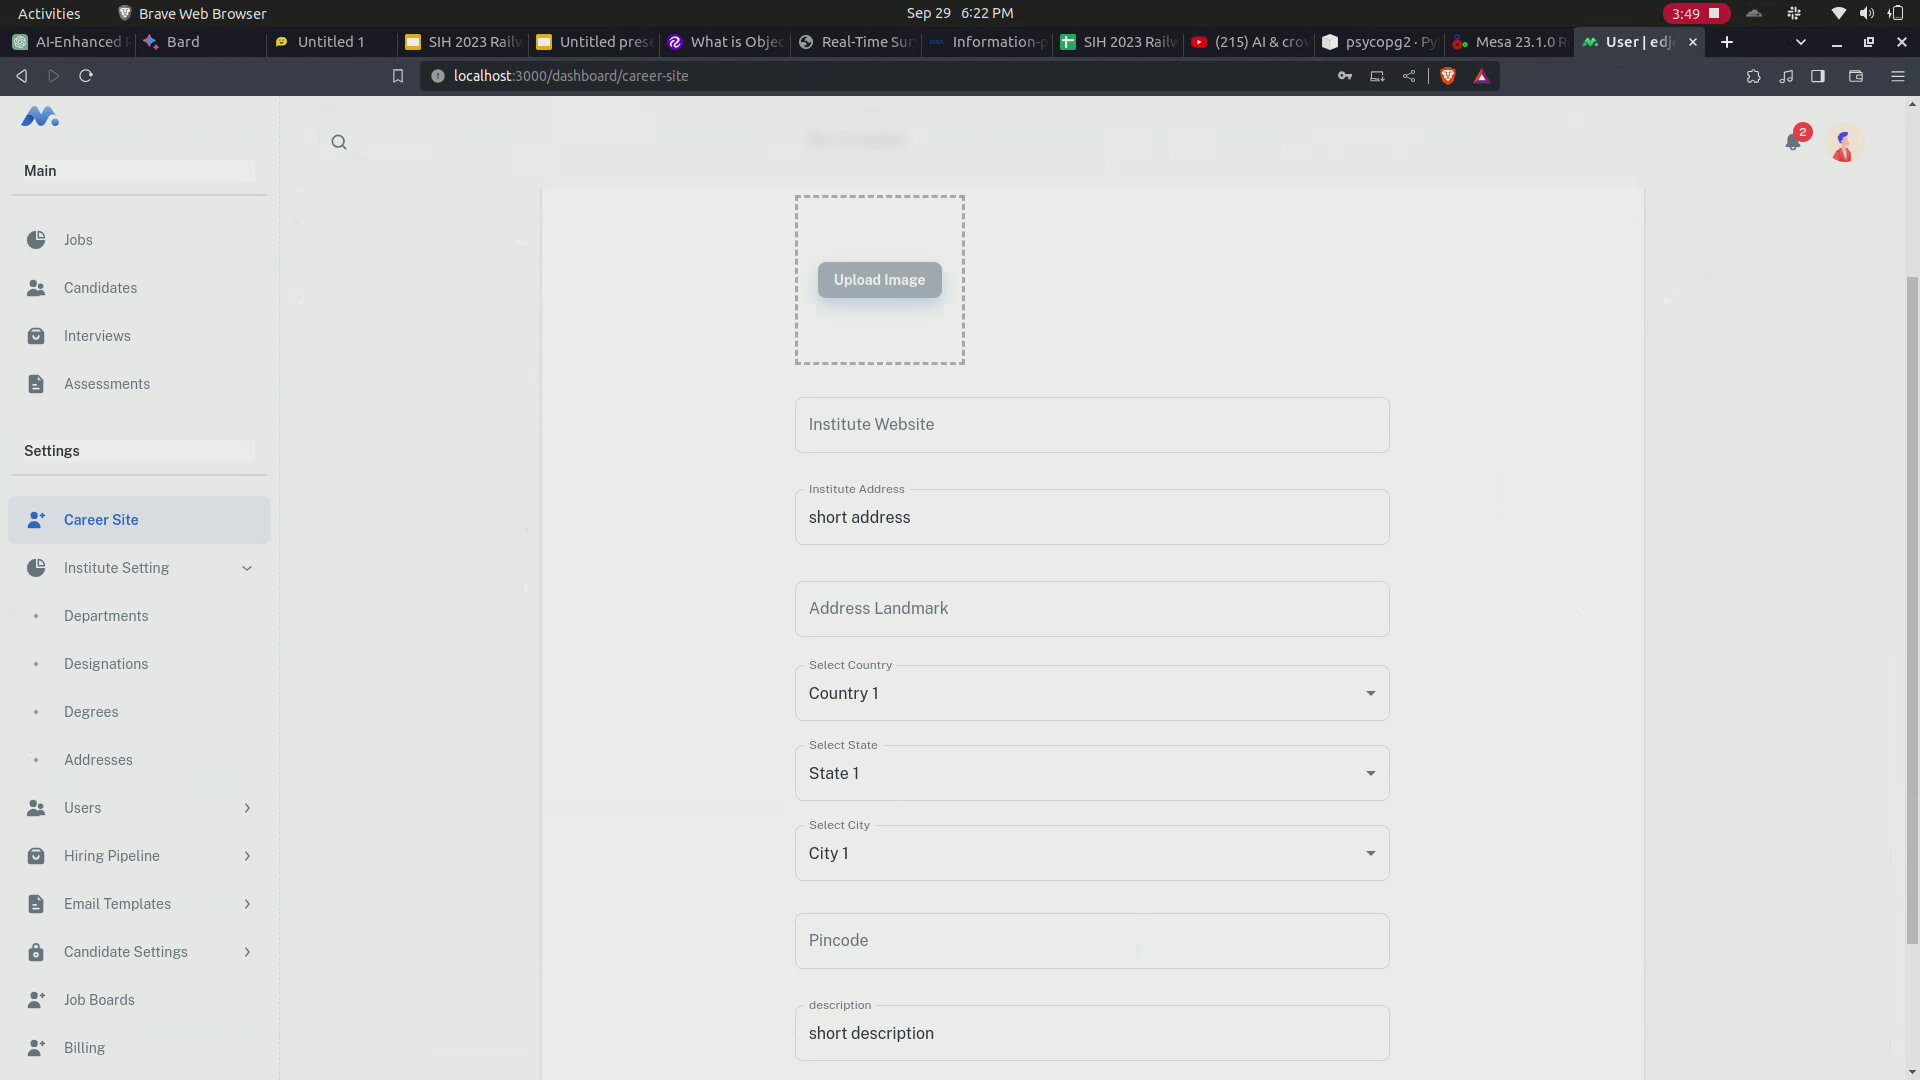 Activities
Brave Web Browser
Sep 29 6:22 PM
3:49
AI-Enhanced
Bard
Untitled 1
SIH 2023 Railw
Untitled prese
What is Objec
Real-Time Sur
Information-p
SIH 2023 Railw
(215) AI & crow
psycopg2 · Py
Mesa 23.1.0 R
User | edjo
localhost:3000/dashboard/career-site
2
Main
Jobs
Candidates
Interviews
Assessments
Settings
Career Site
Institute Setting
Departments
Designations
Degrees
Addresses
Users
Hiring Pipeline
Email Templates
Candidate Settings
Job Boards
Billing
Upload Image
Institute Website
Institute Address
short address
Address Landmark
Select Country
Country 1
Select State
State 1
Select City
City 1
Pincode
description
short description